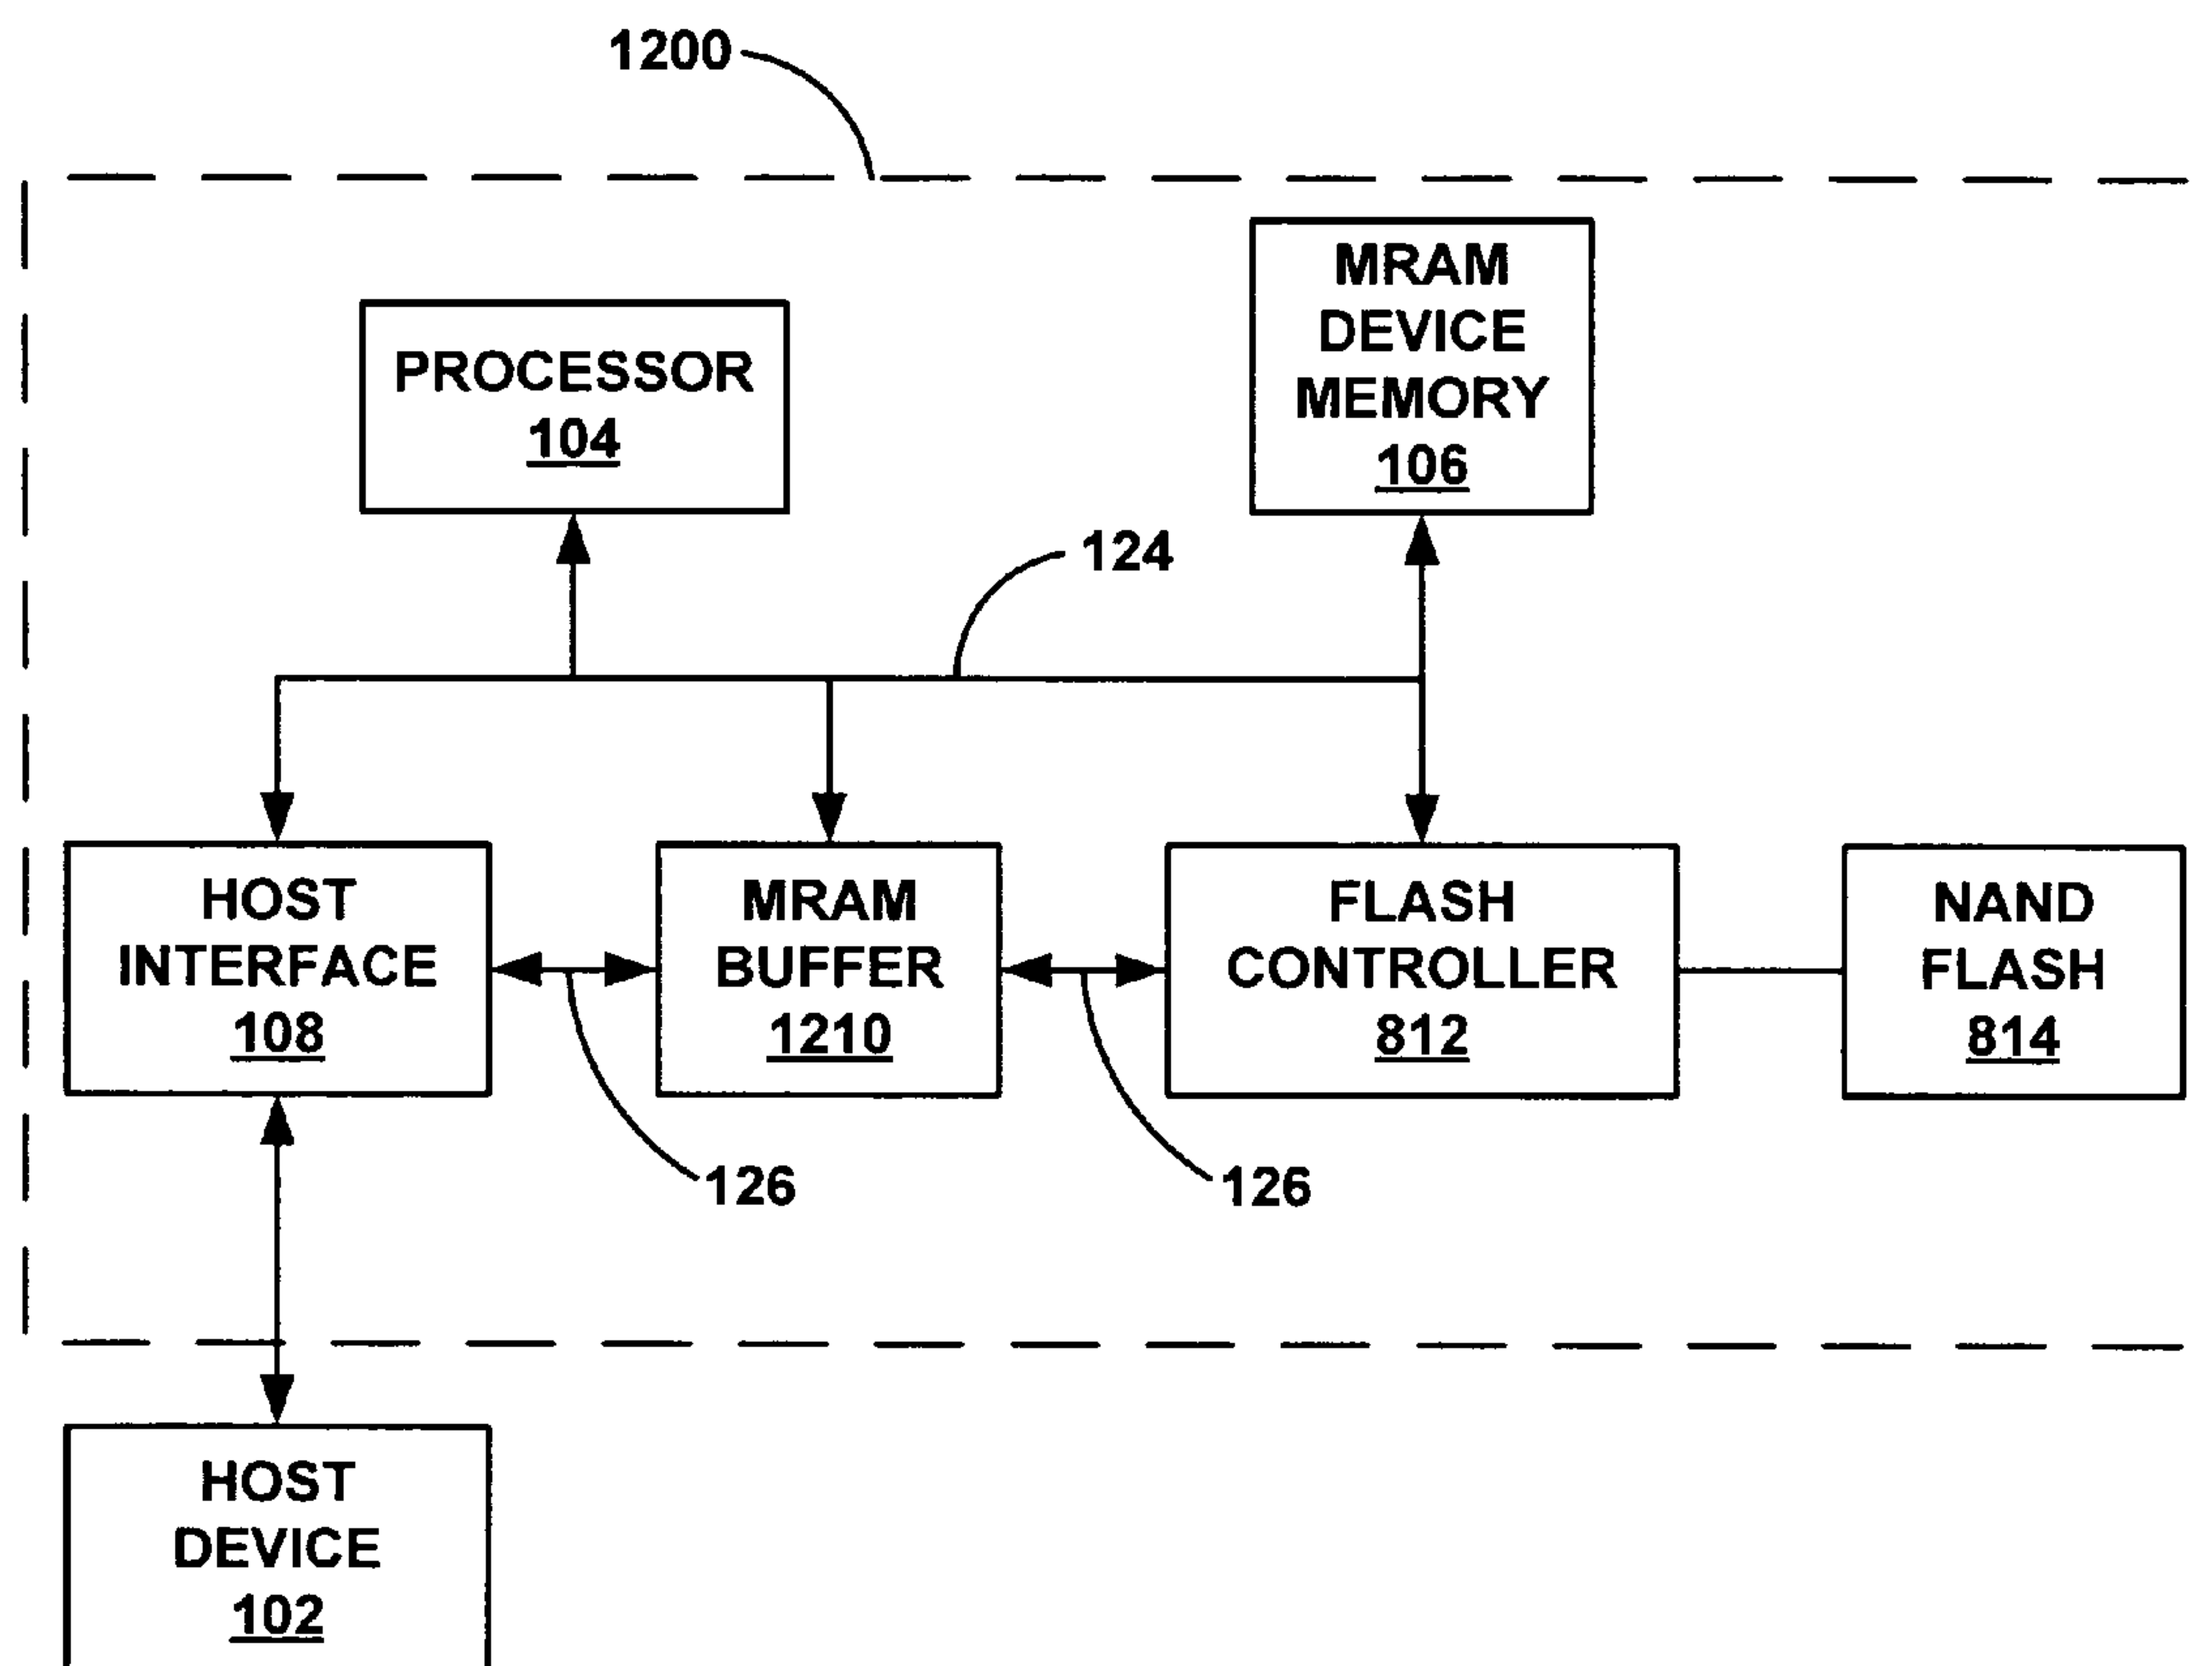 1200
MRAM
DEVICE
MEMORY
106
PROCESSOR
104
124
HOST
INTERFACE
108
MRAM
BUFFER
1210
FLASH
CONTROLLER
812
NAND
FLASH
814
126
126
HOST
DEVICE
102